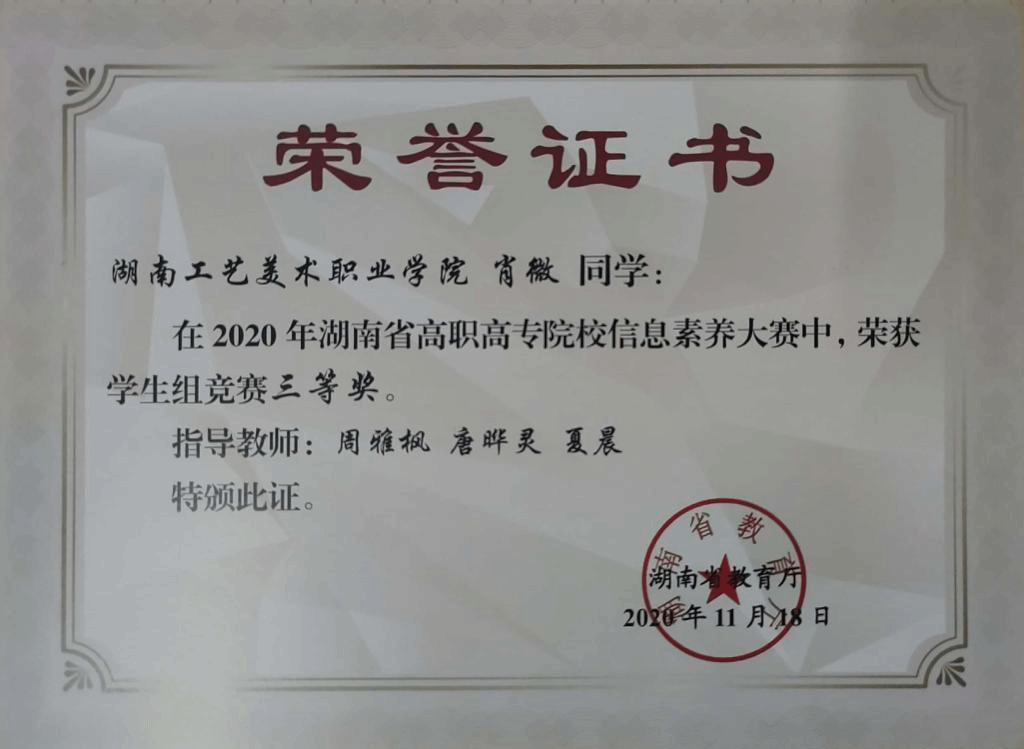 荣誉证书
湖南工艺美术职业学院 肖微 同学：
在2020年湖南省高职高专院校信息素养大赛中，荣获
学生组竞赛三等奖。
指导教师：周雅枫 唐晔灵 夏晨
特颁此证。
湖南省教育厅
湖南省教育厅
2020年11月18日